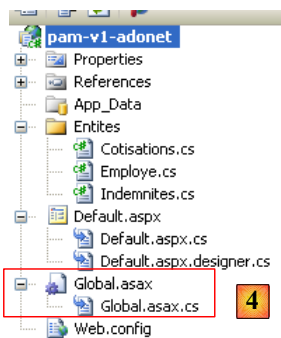 pam-v1-adonet
Properties
References
App_Data
Entites
Cotisations.cs
Employe.cs
Indemnites.cs
Default.aspx
Default.aspx.cs
Default.aspx.designer.cs
Global.asax
Global.asax.cs
4
Web.config